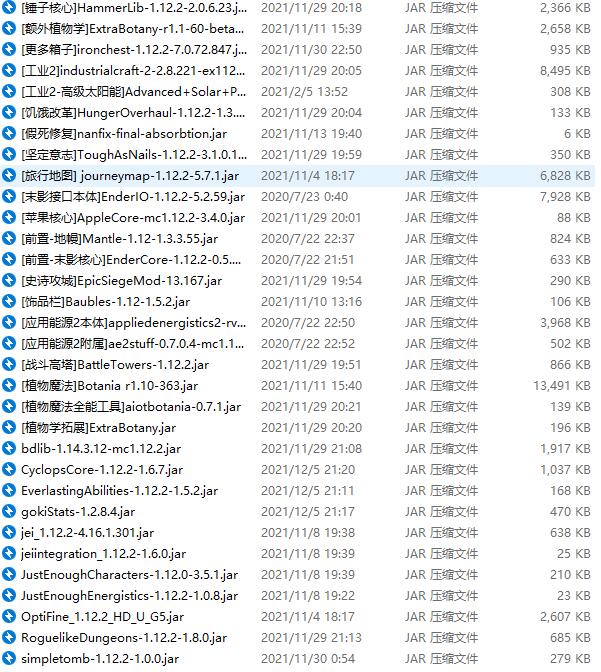 [锤子核心]HammerLib-1.12.2-2.0.6.23.j... 2021/11/29 20:18 JAR 压缩文件 2,366 KB
[额外植物学]ExtraBotany-r1.1-60-beta... 2021/11/11 15:39 JAR 压缩文件 2,658 KB
[更多箱子]ironchest-1.12.2-7.0.72.847.j... 2021/11/30 22:50 JAR 压缩文件 935 KB
[工业2]industrialcraft-2-2.8.221-ex112... 2021/11/29 20:05 JAR 压缩文件 8,495 KB
[工业2-高级太阳能]Advanced+Solar+P... 2021/2/5 13:52 JAR 压缩文件 308 KB
[饥饿改革]HungerOverhaul-1.12.2-1.3.... 2021/11/29 20:04 JAR 压缩文件 133 KB
[假死修复]nanfix-final-absorbtion.jar 2021/11/13 19:40 JAR 压缩文件 6 KB
[坚定意志]ToughAsNails-1.12.2-3.1.0.1... 2021/11/29 19:59 JAR 压缩文件 350 KB
[旅行地图] journeymap-1.12.2-5.7.1.jar 2021/11/4 18:17 JAR 压缩文件 6,828 KB
[末影接口本体]EnderIO-1.12.2-5.2.59.jar 2020/7/23 0:40 JAR 压缩文件 7,928 KB
[苹果核心]AppleCore-mc1.12.2-3.4.0.jar 2021/11/29 20:01 JAR 压缩文件 88 KB
[前置-地幔]Mantle-1.12-1.3.3.55.jar 2020/7/22 22:37 JAR 压缩文件 824 KB
[前置-末影核心]EnderCore-1.12.2-0.5.... 2020/7/22 21:51 JAR 压缩文件 633 KB
[史诗攻城]EpicSiegeMod-13.167.jar 2021/11/29 19:54 JAR 压缩文件 290 KB
[饰品栏]Baubles-1.12-1.5.2.jar 2021/11/10 13:16 JAR 压缩文件 106 KB
[应用能源2本体]appliedenergistics2-rv... 2020/7/22 22:50 JAR 压缩文件 3,968 KB
[应用能源2附属]ae2stuff-0.7.0.4-mc1.1... 2020/7/22 22:52 JAR 压缩文件 502 KB
[战斗高塔]BattleTowers-1.12.2.jar 2021/11/29 19:51 JAR 压缩文件 866 KB
[植物魔法]Botania r1.10-363.jar 2021/11/11 15:40 JAR 压缩文件 13,491 KB
[植物魔法全能工具]aiotbotania-0.7.1.jar 2021/11/29 20:21 JAR 压缩文件 139 KB
[植物学拓展]ExtraBotany.jar 2021/11/29 20:20 JAR 压缩文件 196 KB
bdlib-1.14.3.12-mc1.12.2.jar 2021/11/29 21:08 JAR 压缩文件 1,917 KB
CyclopsCore-1.12.2-1.6.7.jar 2021/12/5 21:20 JAR 压缩文件 1,037 KB
EverlastingAbilities-1.12.2-1.5.2.jar 2021/12/5 21:11 JAR 压缩文件 168 KB
gokiStats-1.2.8.4.jar 2021/12/5 21:17 JAR 压缩文件 470 KB
jei_1.12.2-4.16.1.301.jar 2021/11/8 19:38 JAR 压缩文件 638 KB
jeiintegration_1.12.2-1.6.0.jar 2021/11/8 19:39 JAR 压缩文件 25 KB
JustEnoughCharacters-1.12.0-3.5.1.jar 2021/11/8 19:39 JAR 压缩文件 210 KB
JustEnoughEnergistics-1.12.2-1.0.8.jar 2021/11/8 19:22 JAR 压缩文件 23 KB
OptiFine_1.12.2_HD_U_G5.jar 2021/11/4 18:17 JAR 压缩文件 2,607 KB
RoguelikeDungeons-1.12.2-1.8.0.jar 2021/11/29 21:13 JAR 压缩文件 685 KB
simpletomb-1.12.2-1.0.0.jar 2021/11/30 0:54 JAR 压缩文件 279 KB